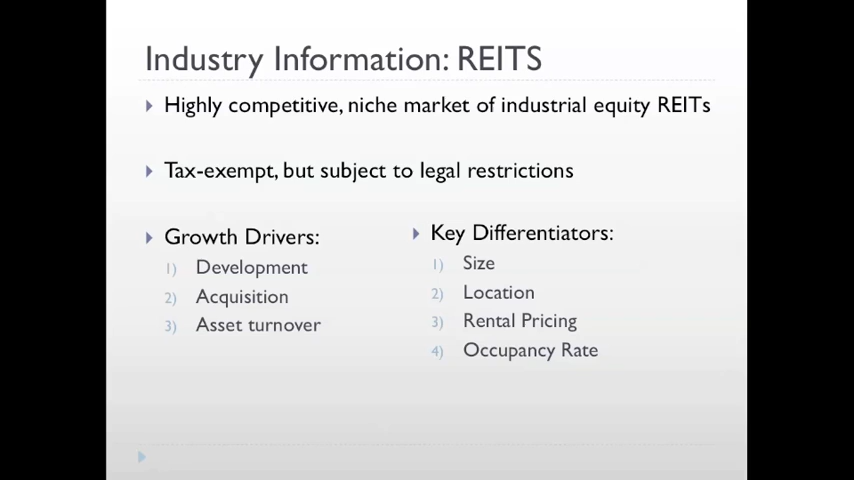 Industry Information: REITS
Highly competitive, niche market of industrial equity REITs
Tax-exempt, but subject to legal restrictions
Growth Drivers:
1) Development
2) Acquisition
3) Asset turnover
Key Differentiators:
1) Size
2) Location
3) Rental Pricing
4) Occupancy Rate